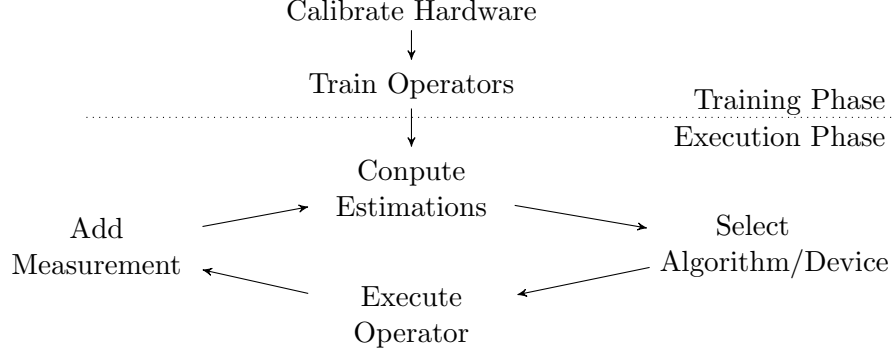 Calibrate Hardware
Train Operators
Training Phase
Execution Phase
Conpute
Estimations
Add
Measurement
Select
Algorithm/Device
Execute
Operator